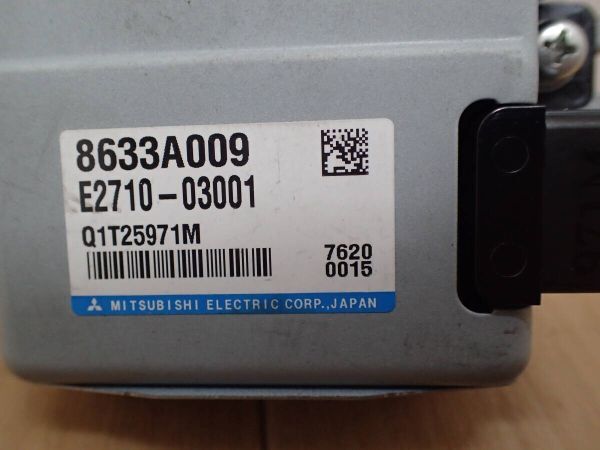 8633A009
E2710-03001
Q1T25971M
7620
0015
MITSUBISHI ELECTRIC CORP.,JAPAN